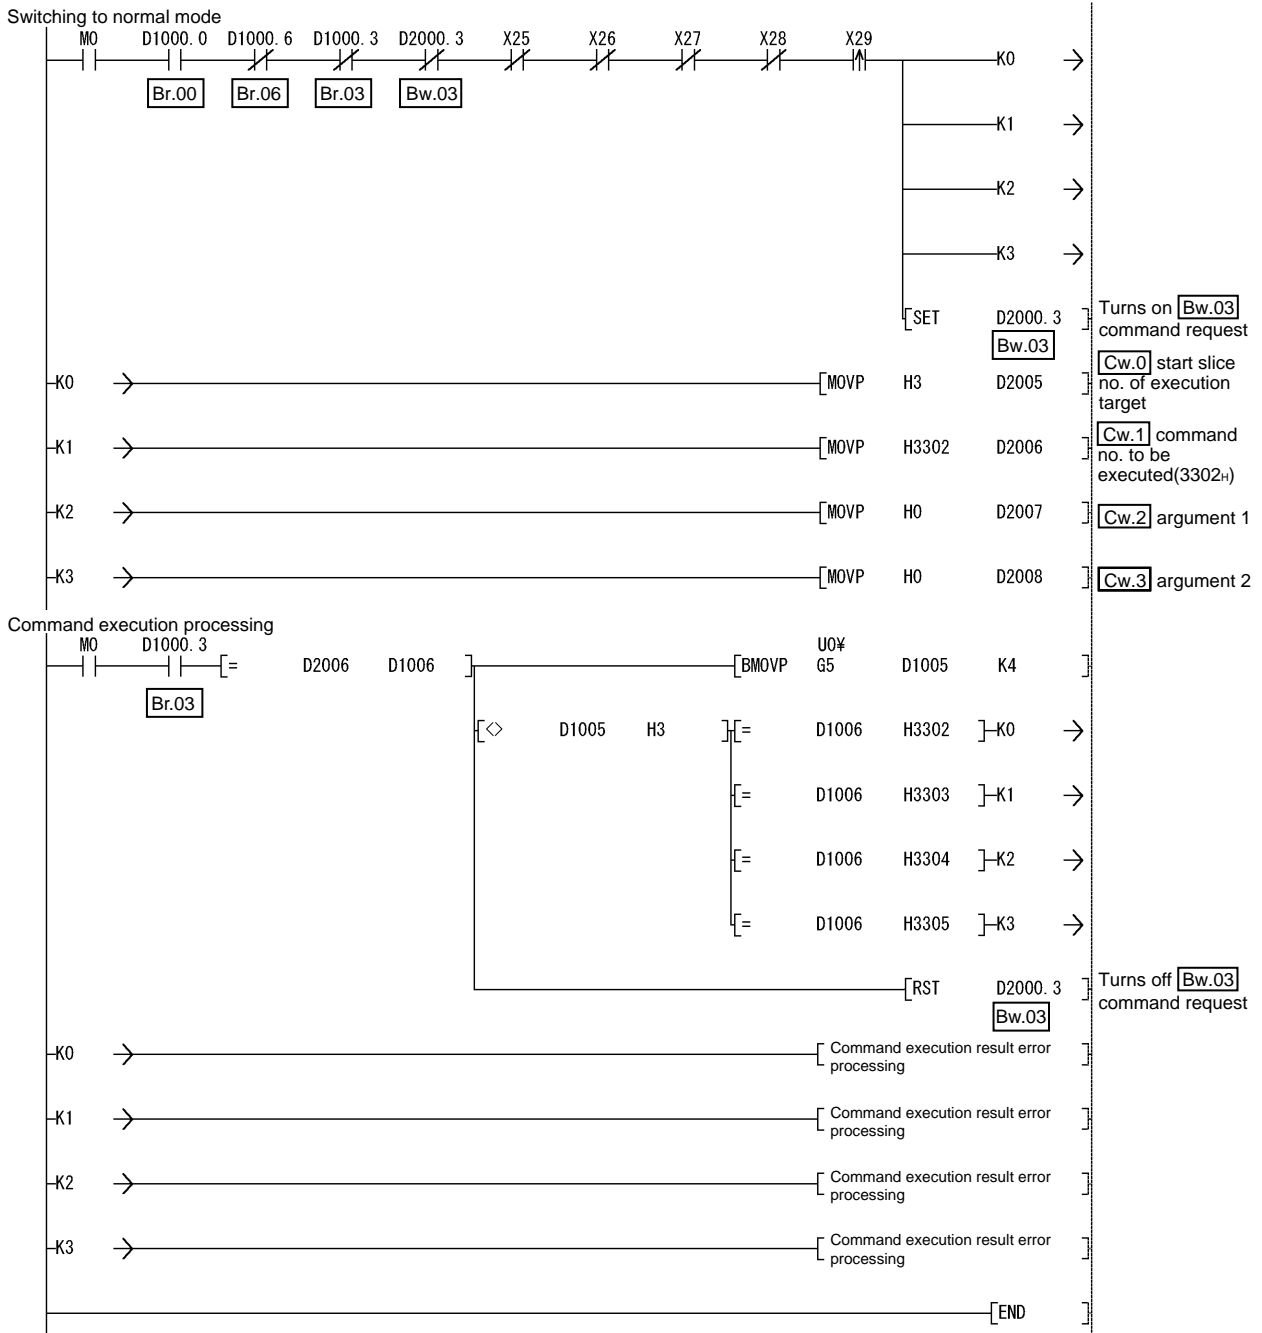 Switching to normal mode
M0 D1000. 0 D1000. 6 D1000. 3 D2000. 3 X25 X26 X27 X28 X29
K0
Br.00 Br.06 Br.03 Bw.03
K1
K2
K3
SET D2000. 3
Bw.03
Turns on Bw.03
command request
K0 MOVP H3 D2005
Cw.0 start slice
no. of execution
target
K1 MOVP H3302 D2006
Cw.1 command
no. to be
executed(3302H)
K2 MOVP H0 D2007
Cw.2 argument 1
K3 MOVP H0 D2008
Cw.3 argument 2
Command execution processing
M0 D1000. 3 U0¥
= D2006 D1006 BMOVP G5 D1005 K4
Br.03
<> D1005 H3 = D1006 H3302 K0
= D1006 H3303 K1
= D1006 H3304 K2
= D1006 H3305 K3
RST D2000. 3
Bw.03
Turns off Bw.03
command request
K0 Command execution result error
processing
K1 Command execution result error
processing
K2 Command execution result error
processing
K3 Command execution result error
processing
END